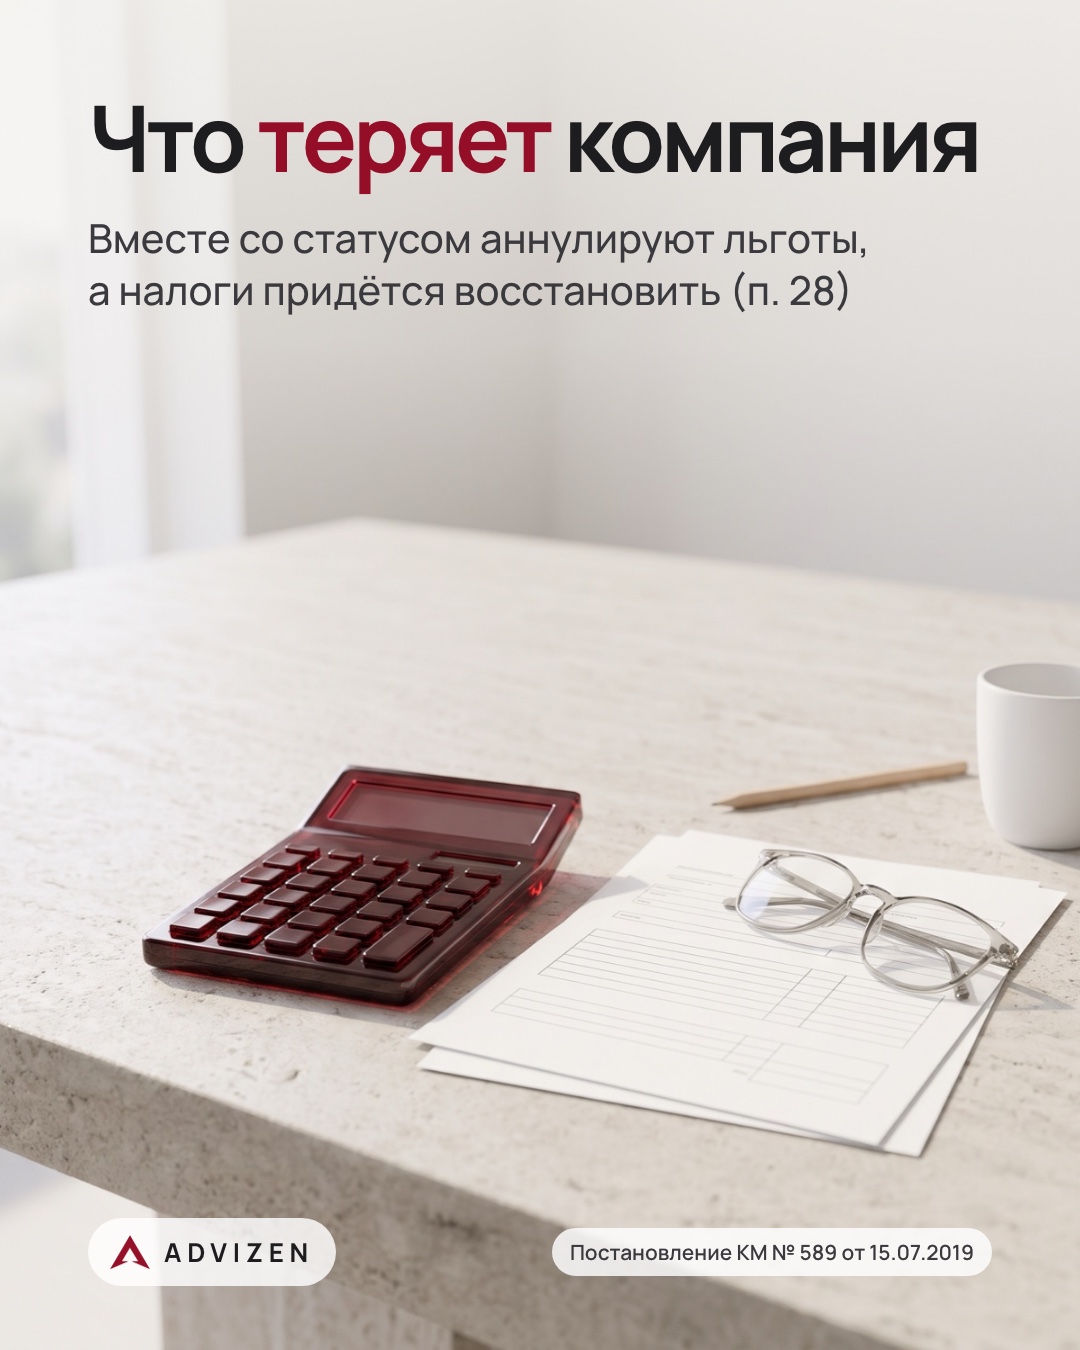 Что теряет компания
Вместе со статусом аннулируют льготы,
а налоги придётся восстановить (п. 28)
ADVIZEN
Постановление КМ № 589 от 15.07.2019